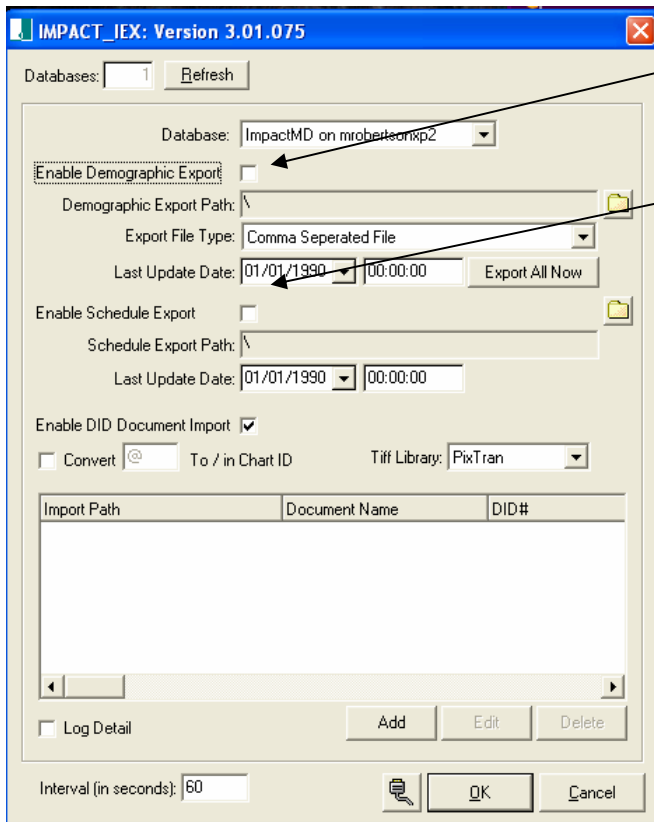 IMPACT_IEX: Version 3.01.075
Databases: 1 Refresh
Database: ImpactMD on mrobertsonxp2
Enable Demographic Export
Demographic Export Path: \
Export File Type: Comma Seperated File
Last Update Date: 01/01/1990 00:00:00 Export All Now
Enable Schedule Export
Schedule Export Path: \
Last Update Date: 01/01/1990 00:00:00
Enable DID Document Import
Convert @ To / in Chart ID Tiff Library: PixTran
Import Path Document Name DID#
Log Detail Add Edit Delete
Interval (in seconds): 60 OK Cancel